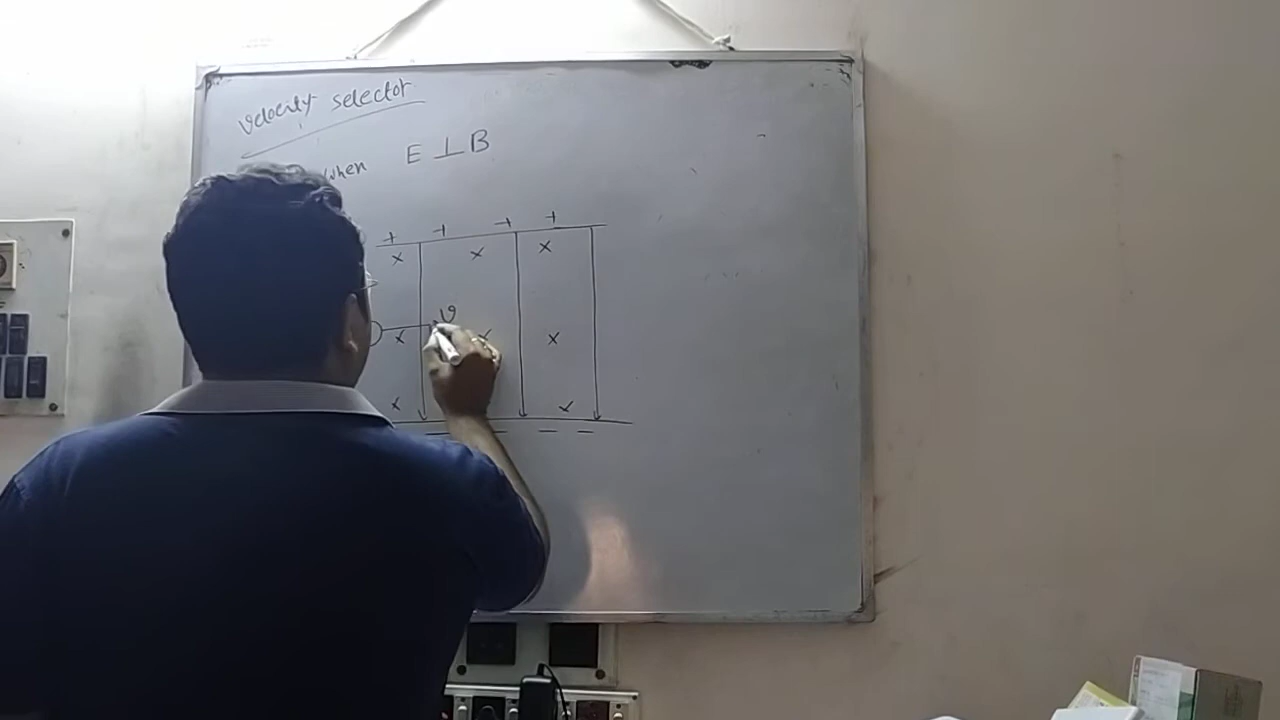 Velocity selector
When E ⊥ B
+ + + +
x x x
v
x x
x x
— — — —